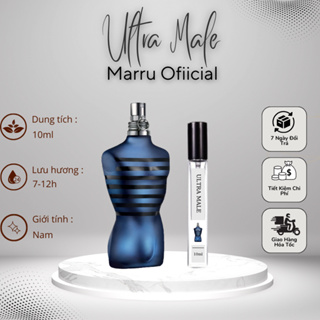 Ultra Male
Marru Ofiicial
Dung tích :
10ml
Lưu hương :
7-12h
Giới tính :
Nam
ULTRA MALE
10ml
7 Ngày Đổi
Trả
Tiết Kiệm Chi
Phí
Giao Hàng
Hỏa Tốc